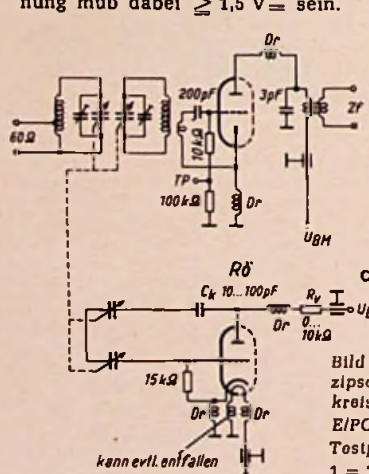 nung muß dabei ≧ 1,5 V= sein.
Dr
200pF
3pF
Zf
60Ω
10kΩ
TP
100kΩ
Dr
UBM
Rö
Ck 10...100pF
Rv
Dr
0...
10kΩ
15kΩ
Dr
Dr
kann evtl. entfallen
Bild
zipsc
kreis
E/PC
Testp
1 =